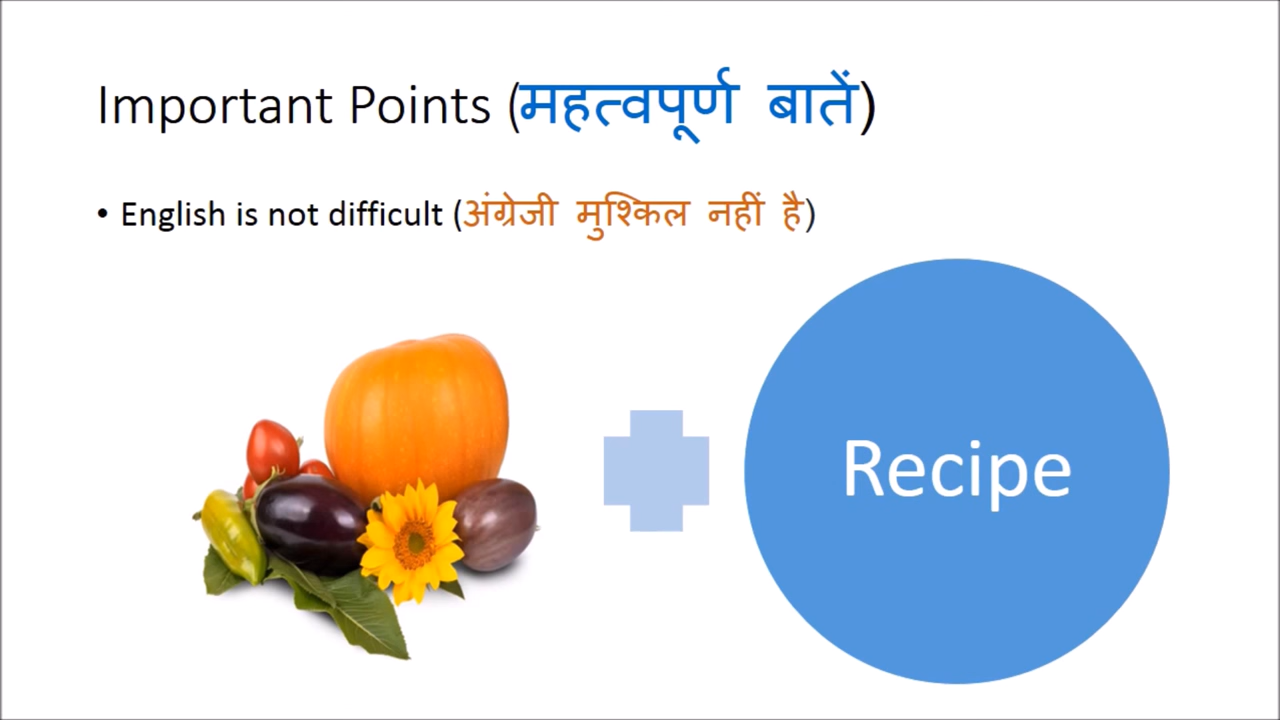 Important Points (महत्वपूर्ण बातें)
• English is not difficult (अंग्रेजी मुश्किल नहीं है)
Recipe